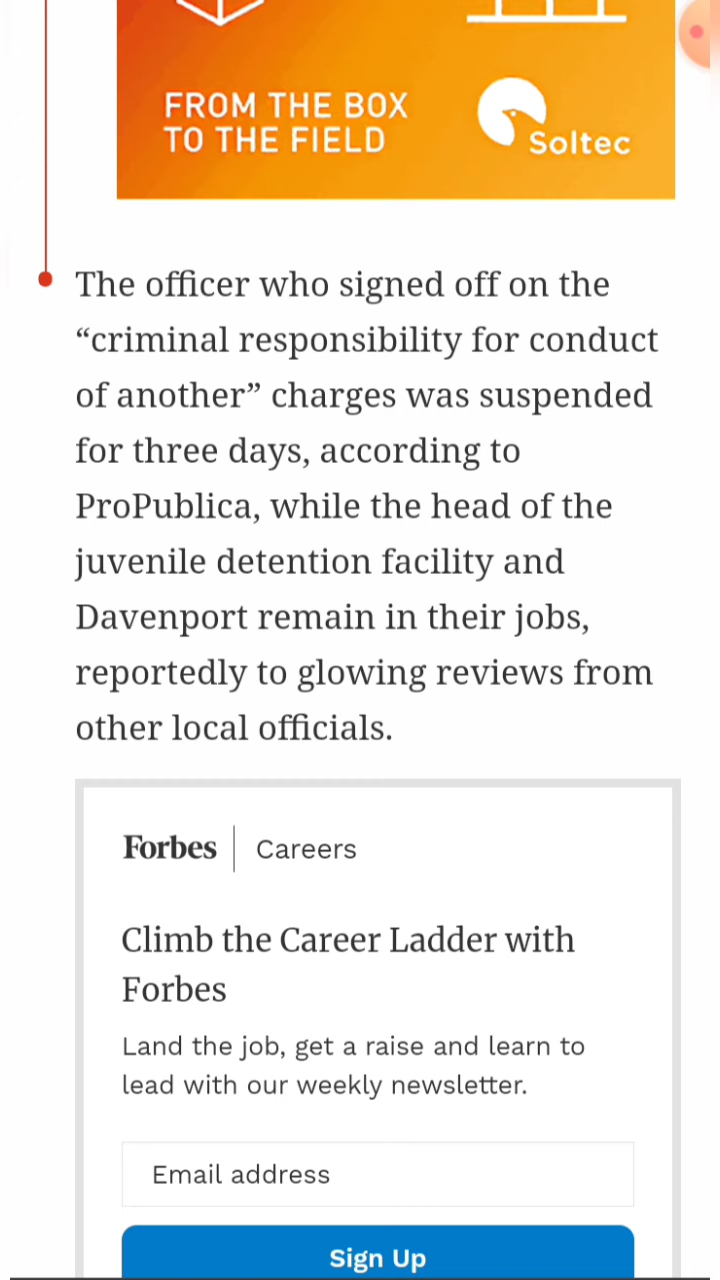 FROM THE BOX
TO THE FIELD
Soltec
The officer who signed off on the
“criminal responsibility for conduct
of another” charges was suspended
for three days, according to
ProPublica, while the head of the
juvenile detention facility and
Davenport remain in their jobs,
reportedly to glowing reviews from
other local officials.
Forbes | Careers
Climb the Career Ladder with
Forbes
Land the job, get a raise and learn to
lead with our weekly newsletter.
Email address
Sign Up